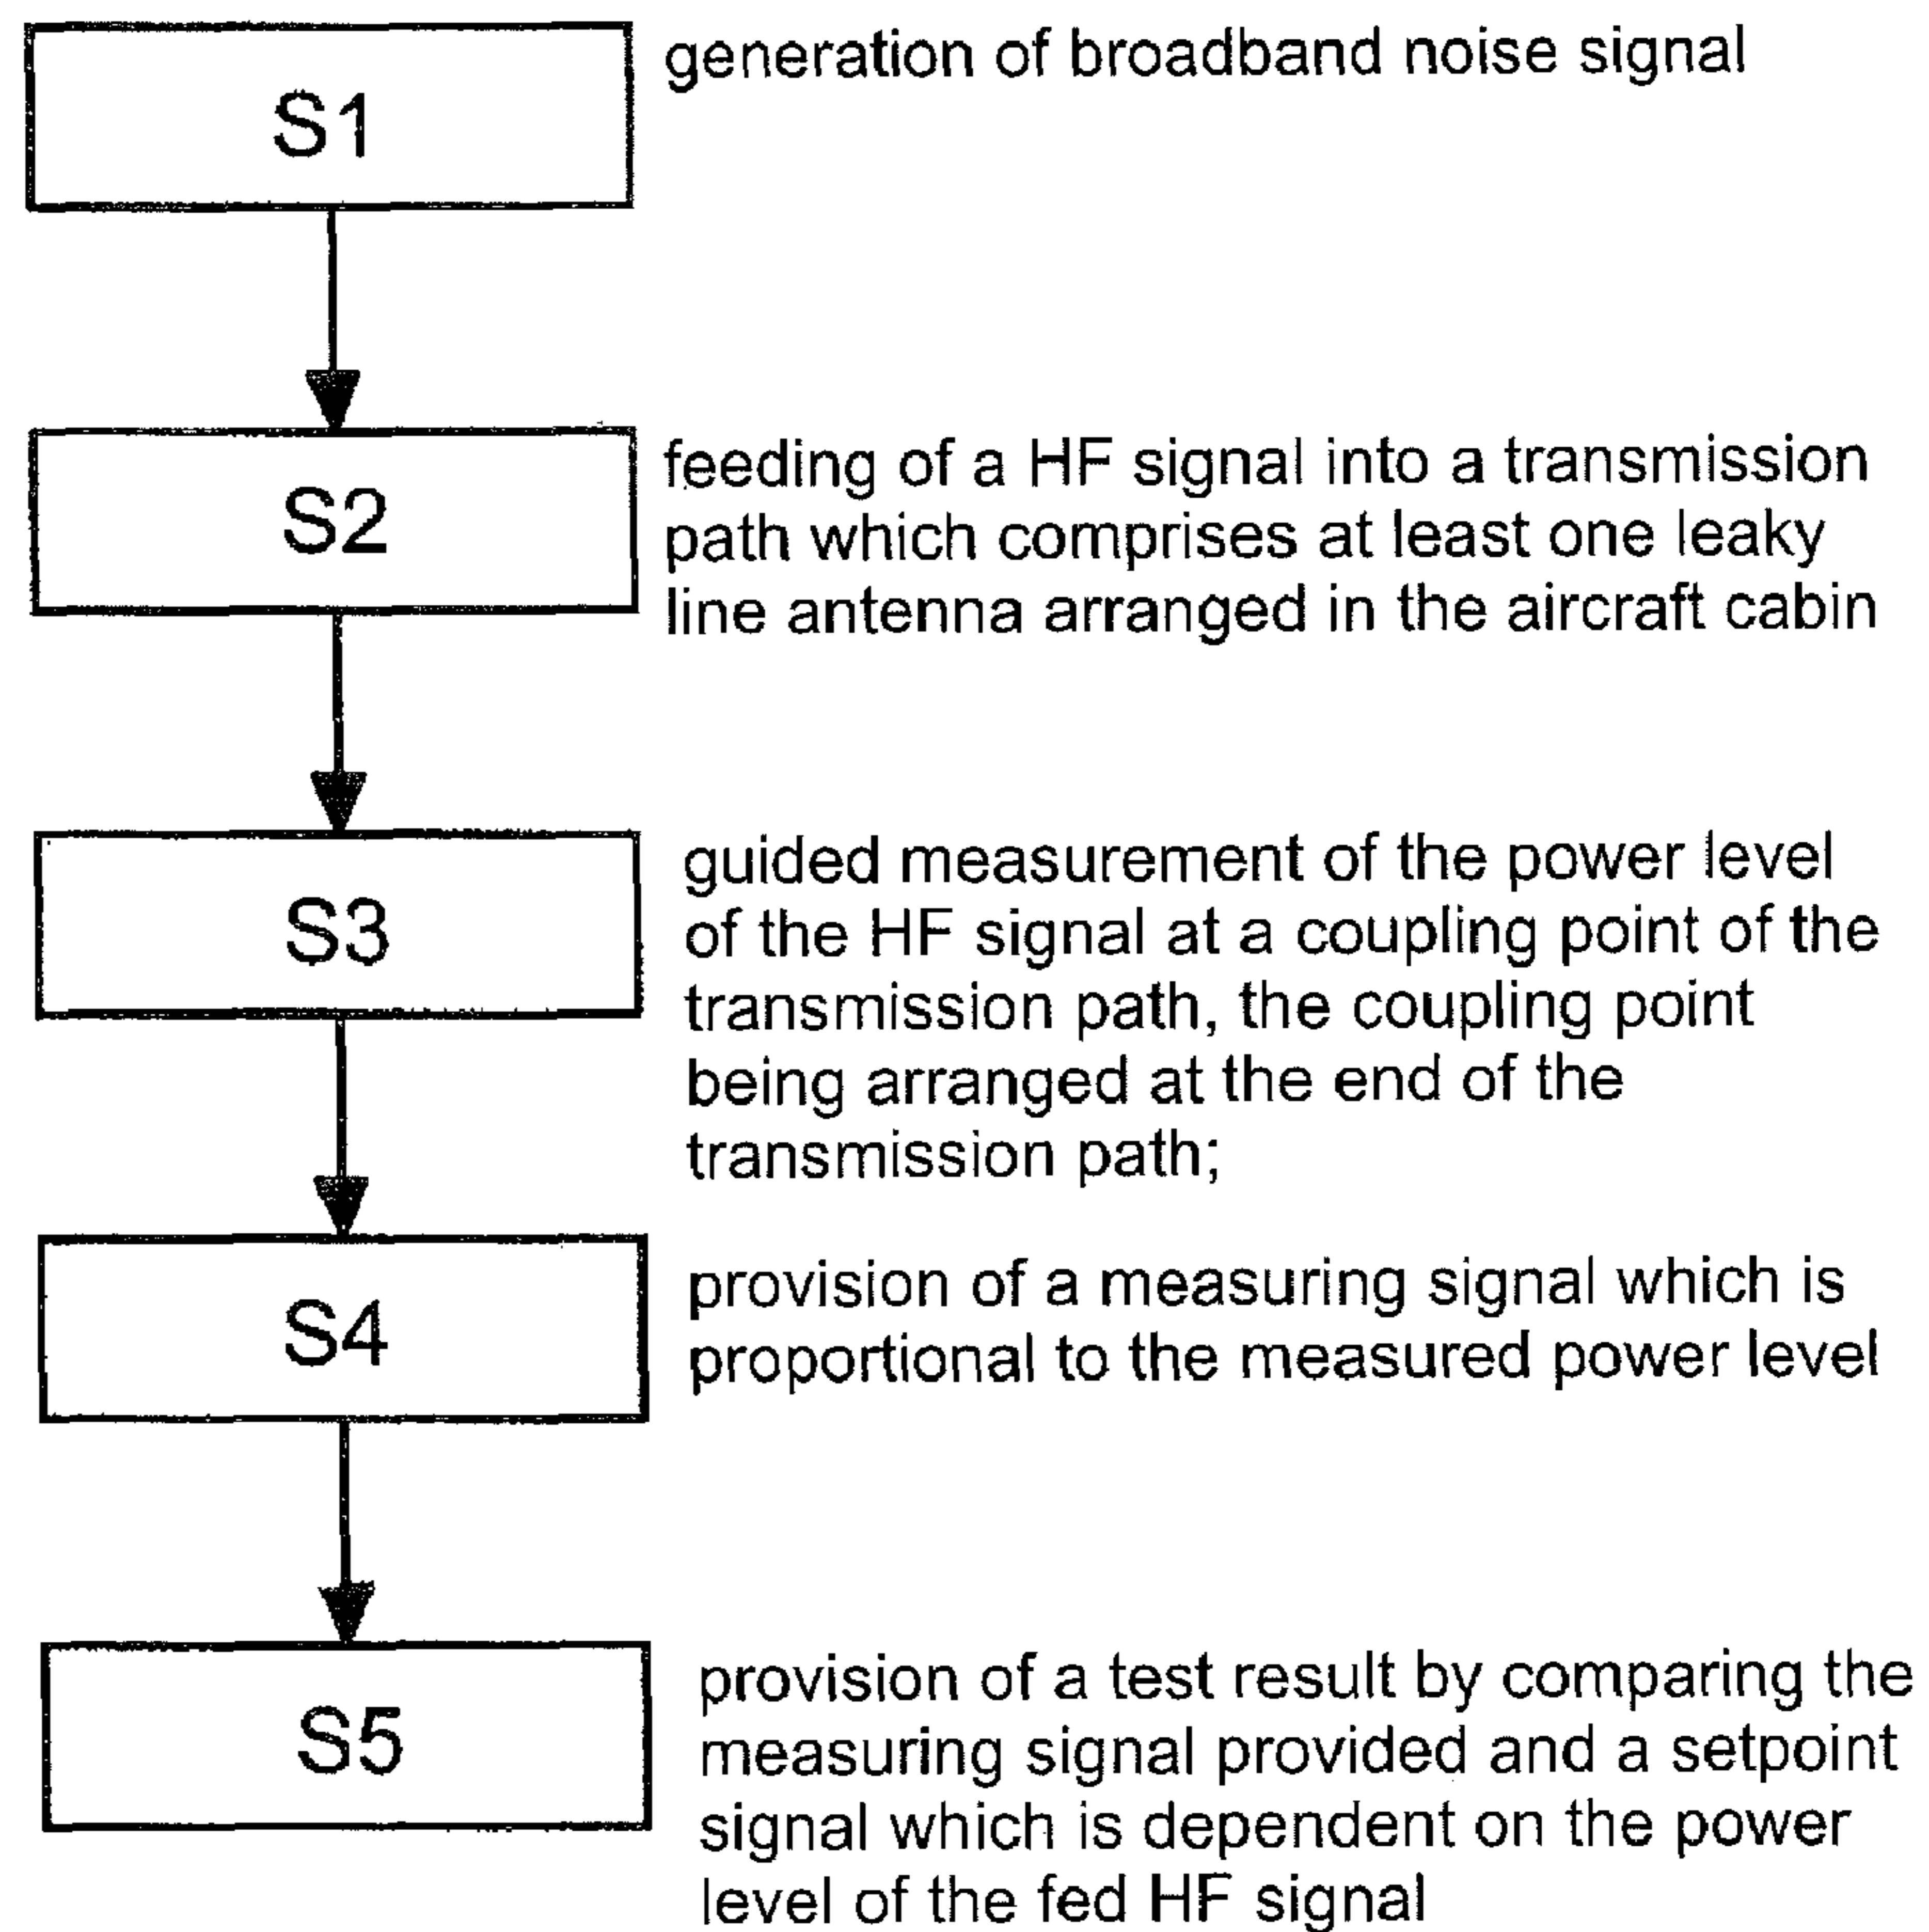 generation of broadband noise signal
S1
feeding of a HF signal into a transmission
path which comprises at least one leaky
line antenna arranged in the aircraft cabin
S2
guided measurement of the power level
of the HF signal at a coupling point of the
transmission path, the coupling point
being arranged at the end of the
transmission path;
S3
provision of a measuring signal which is
proportional to the measured power level
S4
provision of a test result by comparing the
measuring signal provided and a setpoint
signal which is dependent on the power
level of the fed HF signal
S5